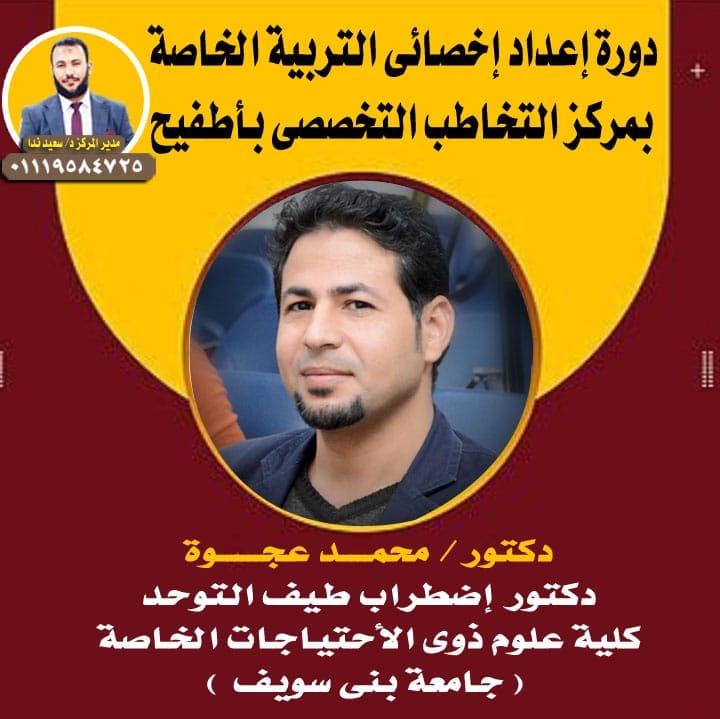 دورة إعداد إخصائى التربية الخاصة
بمركز التخاطب التخصصى بأطفيح
مدير المركز د/ سعيد ندا
٠١١١٩٥٨٤٧٢٥
دكتور / محمد عجوة
دكتور إضطراب طيف التوحد
كلية علوم ذوى الأحتياجات الخاصة
( جامعة بنى سويف )